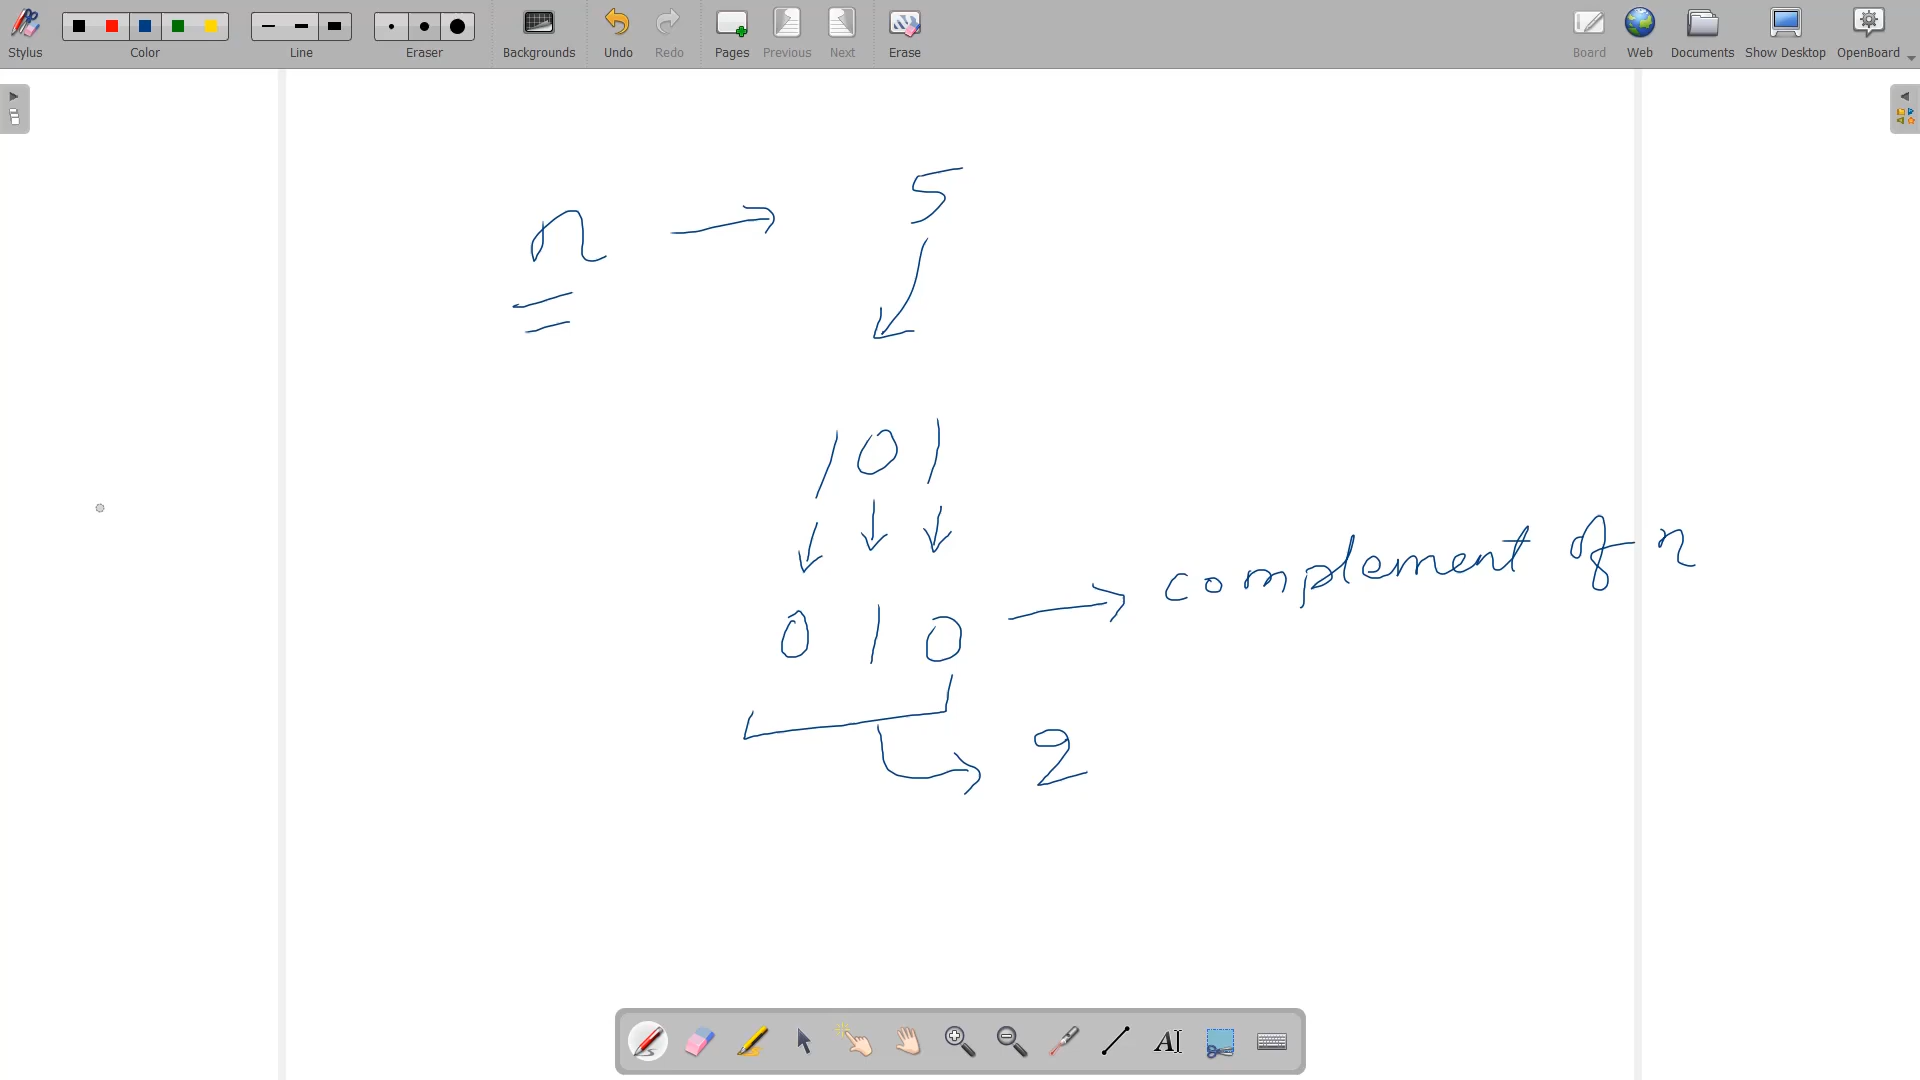 Stylus Color Line Eraser Backgrounds Undo Redo Pages Previous Next Erase Board Web Documents Show Desktop OpenBoard
n → 5
101
010 → complement of n
2
AI